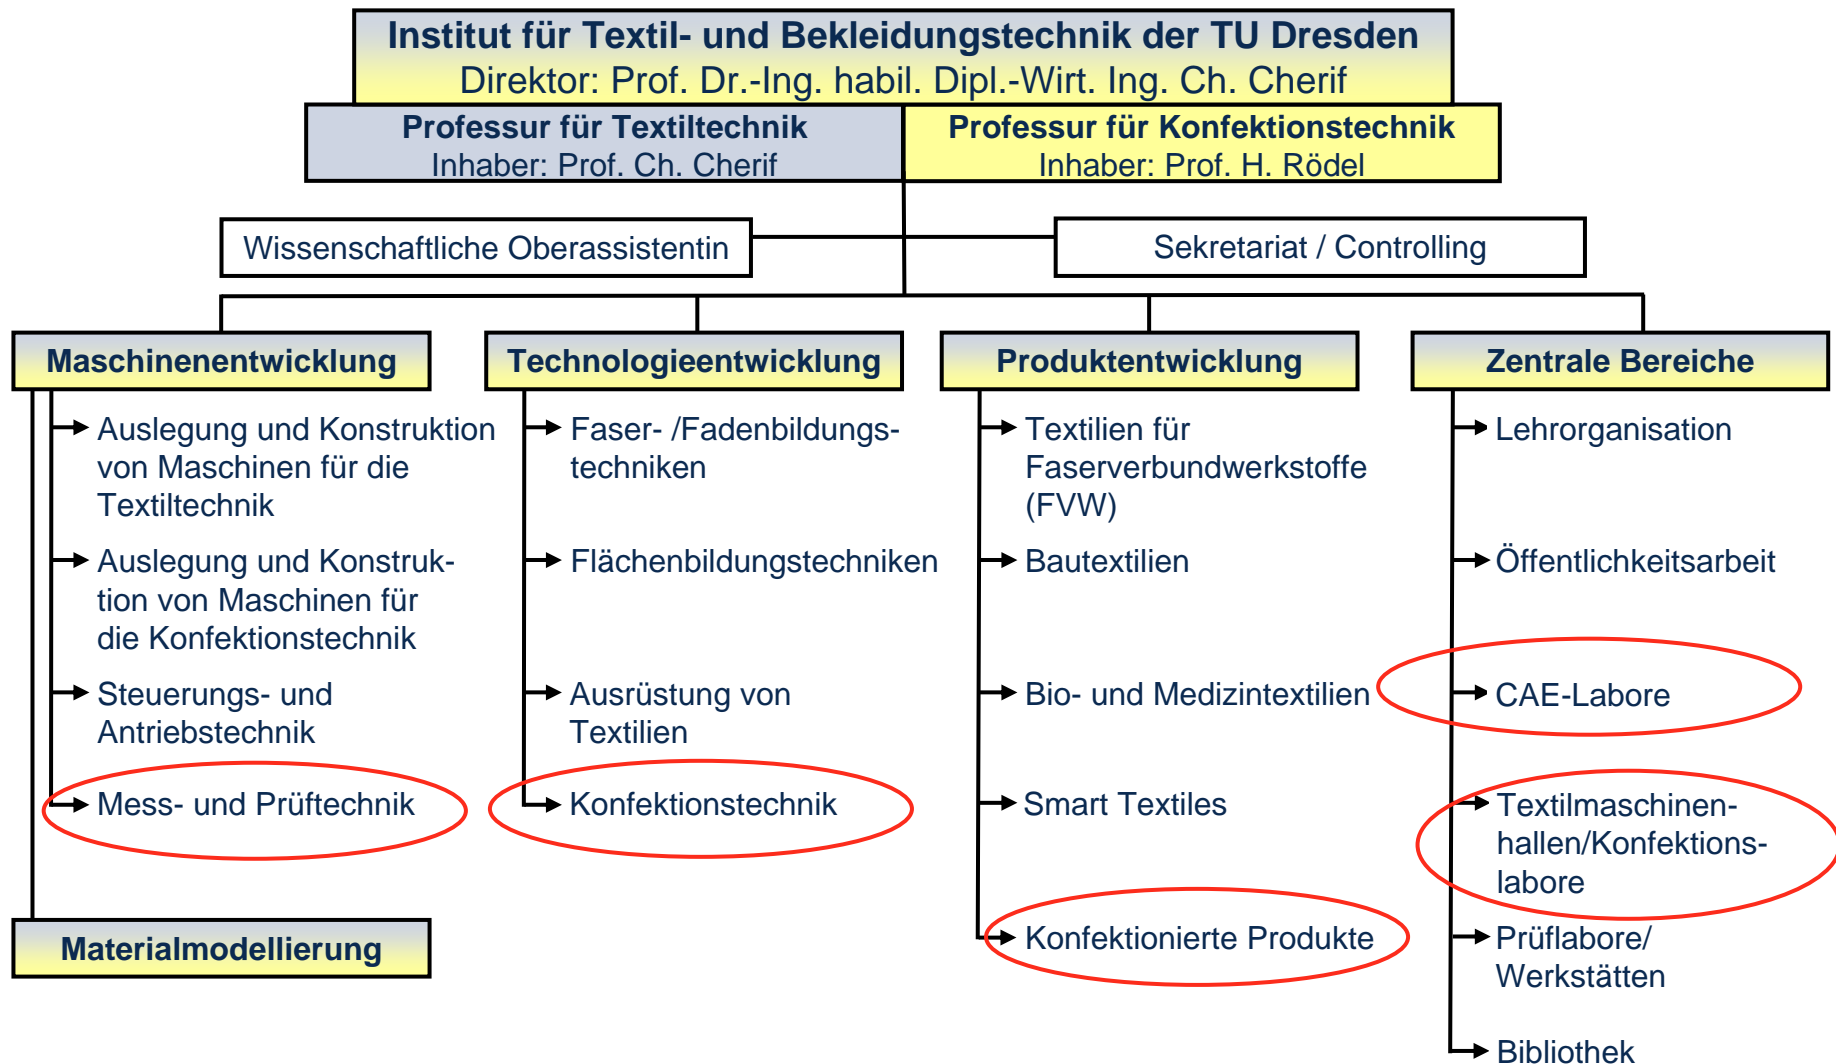 Institut für Textil- und Bekleidungstechnik der TU Dresden
Direktor: Prof. Dr.-Ing. habil. Dipl.-Wirt. Ing. Ch. Cherif
Professur für Textiltechnik
Inhaber: Prof. Ch. Cherif
Professur für Konfektionstechnik
Inhaber: Prof. H. Rödel
Wissenschaftliche Oberassistentin
Sekretariat / Controlling
Maschinenentwicklung
Auslegung und Konstruktion
von Maschinen für die
Textiltechnik
Auslegung und Konstruk-
tion von Maschinen für
die Konfektionstechnik
Steuerungs- und
Antriebstechnik
Mess- und Prüftechnik
Materialmodellierung
Technologieentwicklung
Faser- /Fadenbildungs-
techniken
Flächenbildungstechniken
Ausrüstung von
Textilien
Konfektionstechnik
Produktentwicklung
Textilien für
Faserverbundwerkstoffe
(FVW)
Bautextilien
Bio- und Medizintextilien
Smart Textiles
Konfektionierte Produkte
Zentrale Bereiche
Lehrorganisation
Öffentlichkeitsarbeit
CAE-Labore
Textilmaschinen-
hallen/Konfektions-
labore
Prüflabore/
Werkstätten
Bibliothek